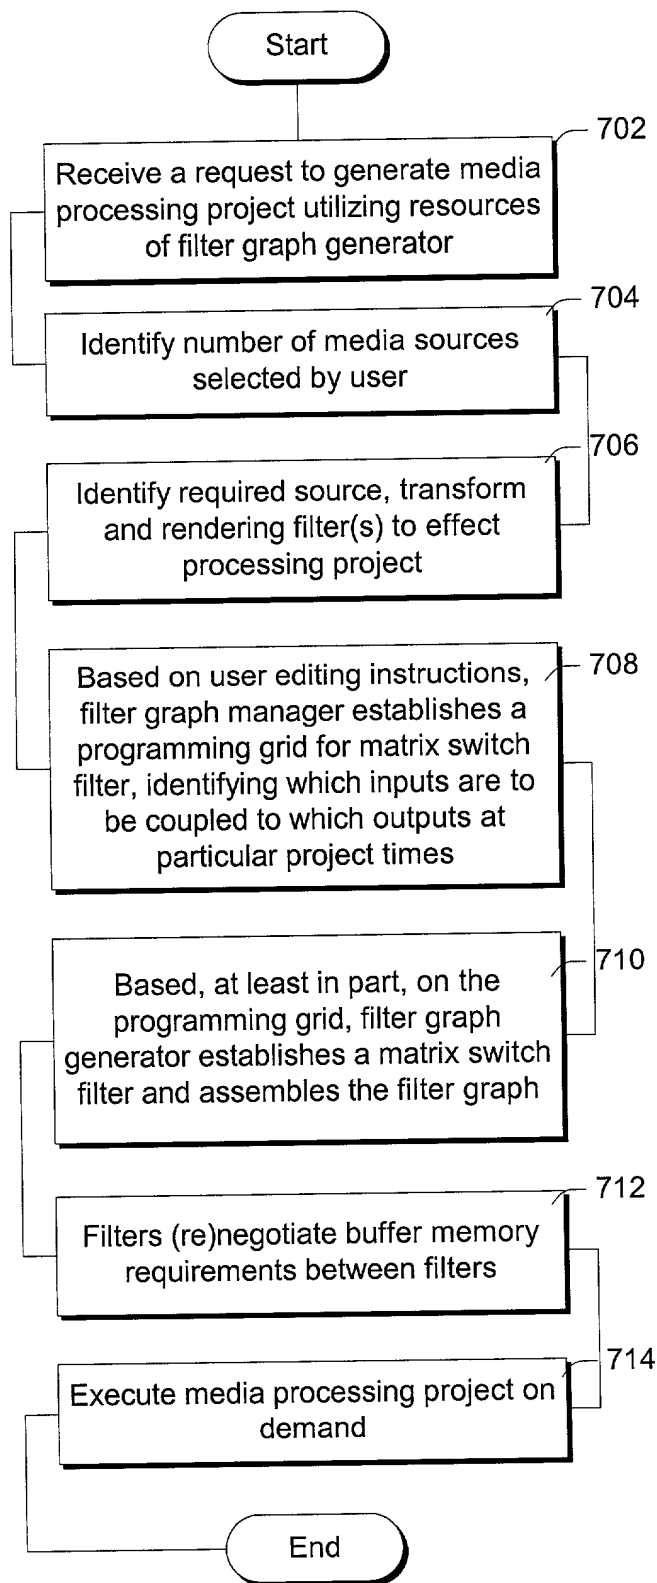 Start
702
Receive a request to generate media
processing project utilizing resources
of filter graph generator
704
Identify number of media sources
selected by user
706
Identify required source, transform
and rendering filter(s) to effect
processing project
708
Based on user editing instructions,
filter graph manager establishes a
programming grid for matrix switch
filter, identifying which inputs are to
be coupled to which outputs at
particular project times
710
Based, at least in part, on the
programming grid, filter graph
generator establishes a matrix switch
filter and assembles the filter graph
712
Filters (re)negotiate buffer memory
requirements between filters
714
Execute media processing project on
demand
End